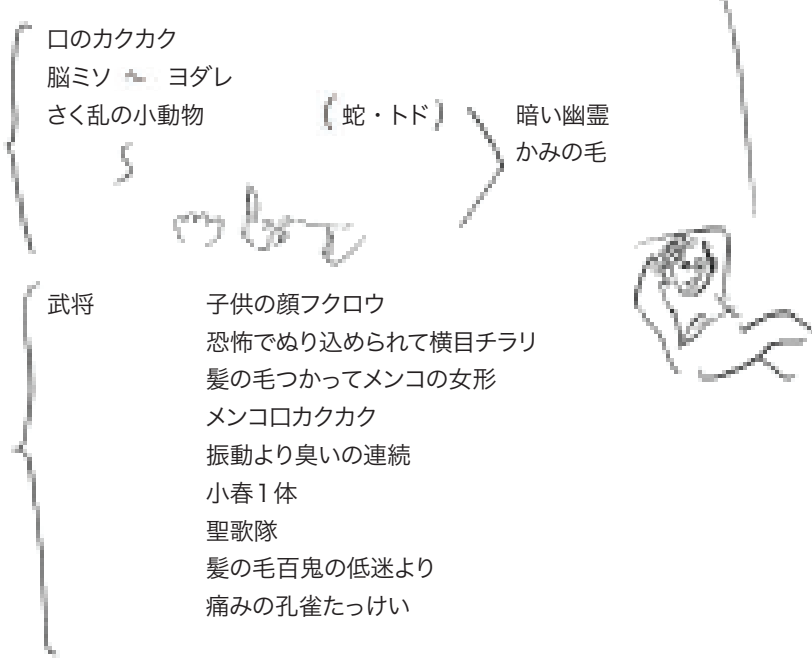 口のカクカク
脳ミソ 〜 ヨダレ
さく乱の小動物 (蛇・トド) 暗い幽霊
かみの毛
武将 子供の顔フクロウ
恐怖でぬり込められて横目チラリ
髪の毛つかってメンコの女形
メンコ口カクカク
振動より臭いの連続
小春1体
聖歌隊
髪の毛百鬼の低迷より
痛みの孔雀たっけい